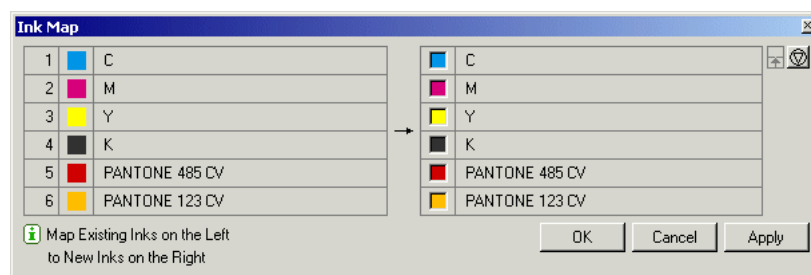 Ink Map
1 C C
2 M M
3 Y Y
4 K K
5 PANTONE 485 CV PANTONE 485 CV
6 PANTONE 123 CV PANTONE 123 CV
Map Existing Inks on the Left
to New Inks on the Right
OK Cancel Apply